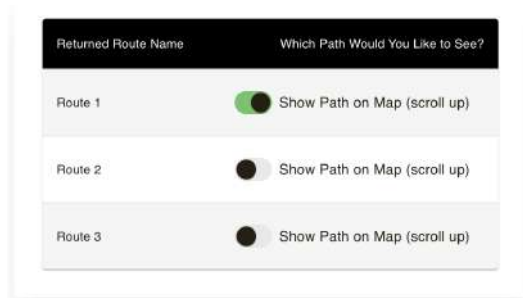 Returned Route Name Which Path Would You Like to See?
Route 1 Show Path on Map (scroll up)
Route 2 Show Path on Map (scroll up)
Route 3 Show Path on Map (scroll up)